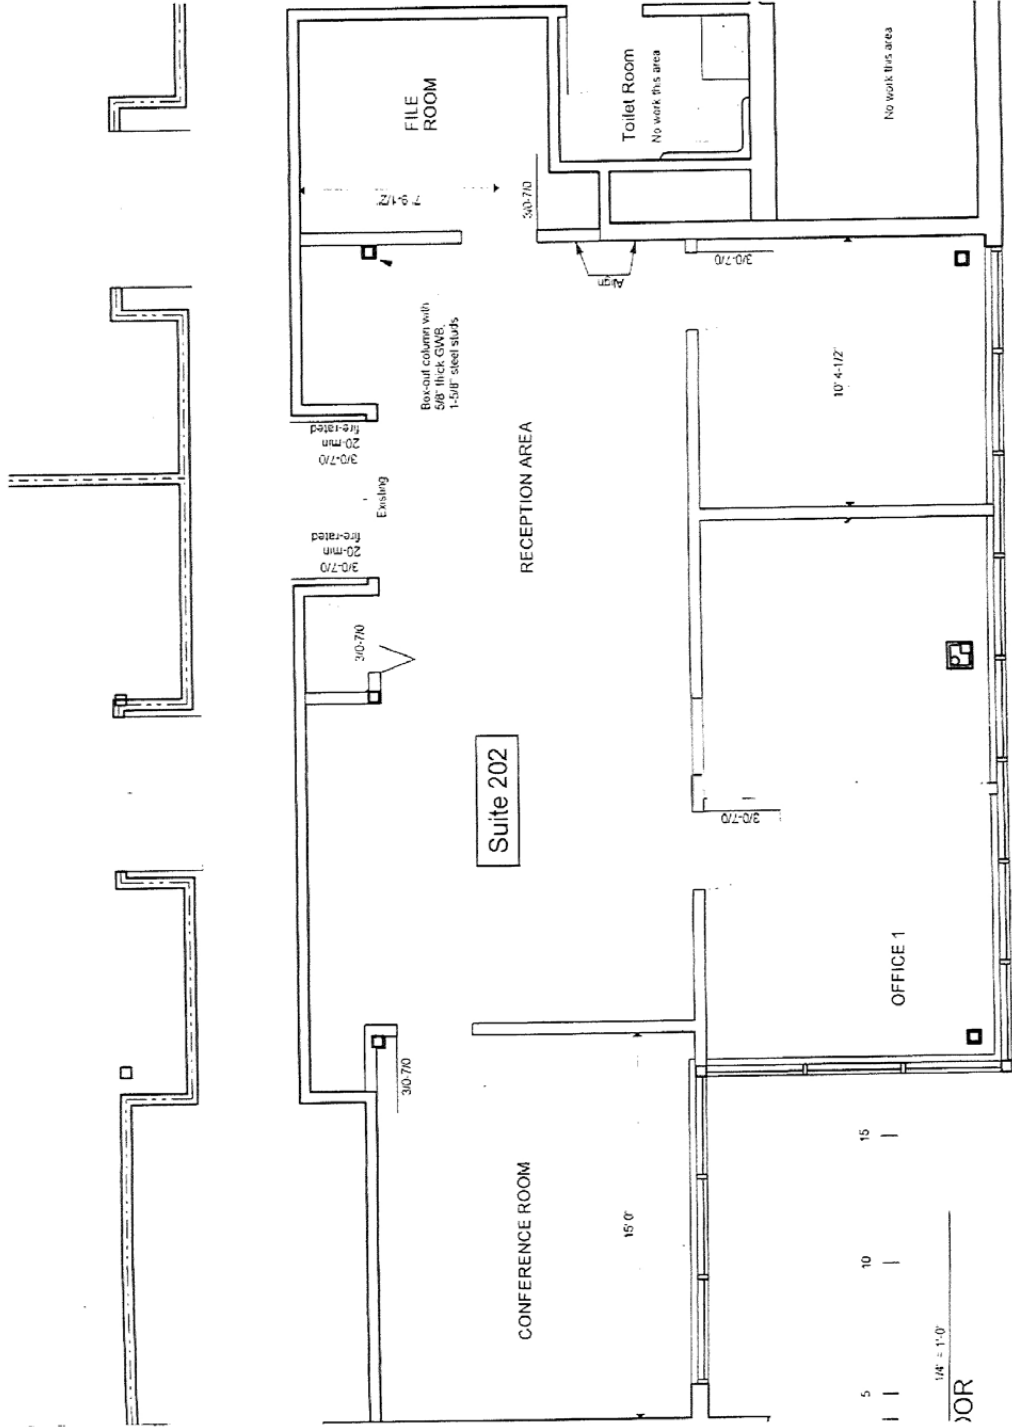 FILE
ROOM
Toilet Room
No work this area
No work this area
7' 9-1/2"
3/0-7/0
Align
3/0-7/0
Box-out column with
5/8" thick GWB,
1-5/8" steel studs
10' 4-1/2"
3/0-7/0
20-min
fire-rated
Existing
3/0-7/0
20-min
fire-rated
RECEPTION AREA
3/0-7/0
Suite 202
3/0-7/0
OFFICE 1
3/0-7/0
CONFERENCE ROOM
15' 0"
15
10
5
1/4" = 1'-0"
OOR